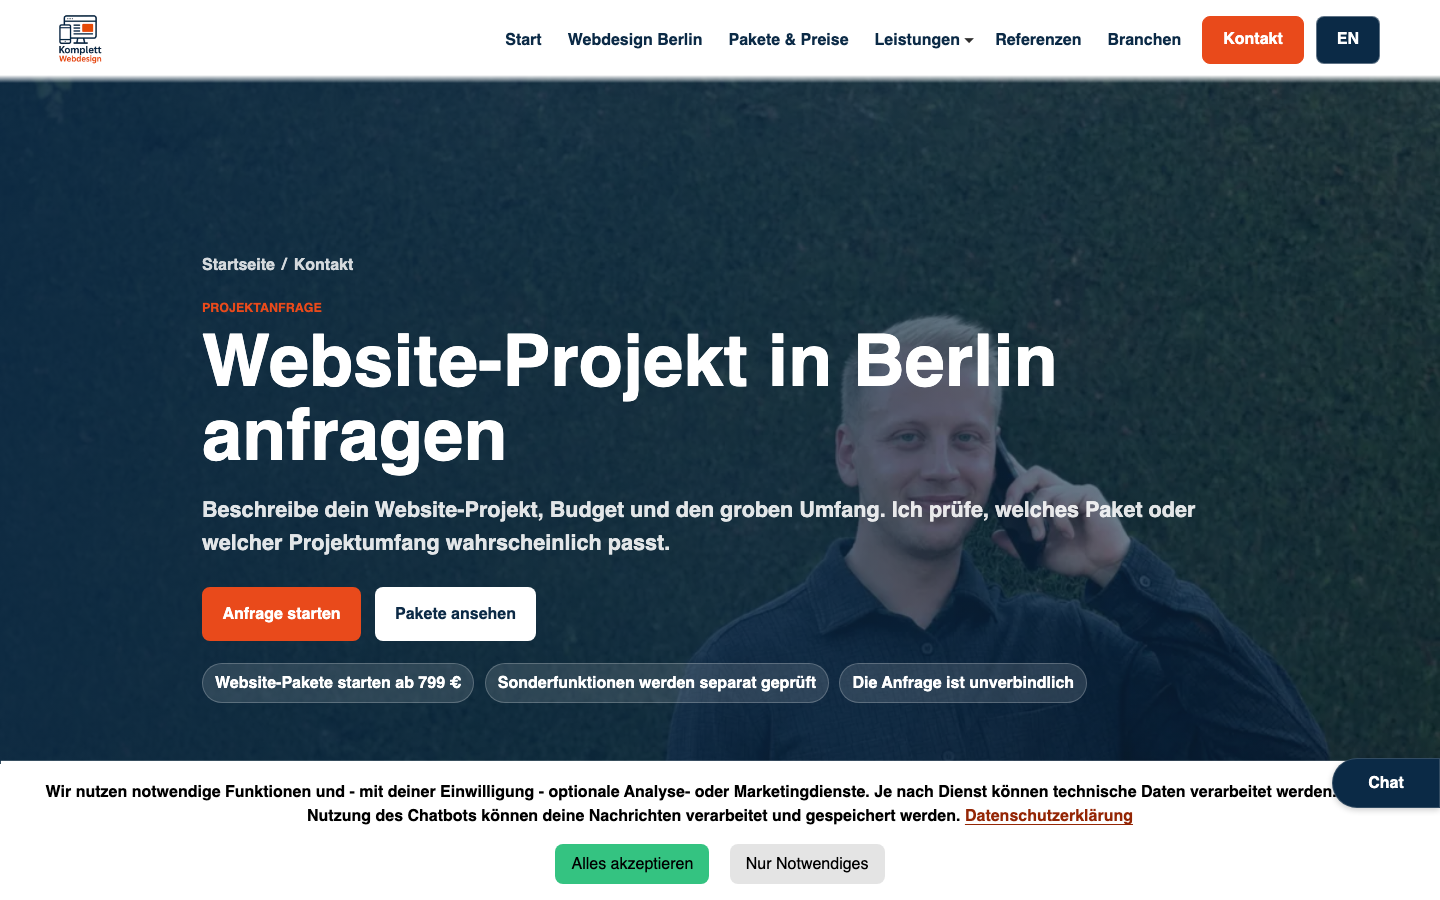 Komplett
Webdesign
Start
Webdesign Berlin
Pakete & Preise
Leistungen
Referenzen
Branchen
Kontakt
EN
Startseite / Kontakt
PROJEKTANFRAGE
Website-Projekt in Berlin
anfragen
Beschreibe dein Website-Projekt, Budget und den groben Umfang. Ich prüfe, welches Paket oder
welcher Projektumfang wahrscheinlich passt.
Anfrage starten
Pakete ansehen
Website-Pakete starten ab 799 €
Sonderfunktionen werden separat geprüft
Die Anfrage ist unverbindlich
Wir nutzen notwendige Funktionen und - mit deiner Einwilligung - optionale Analyse- oder Marketingdienste. Je nach Dienst können technische Daten verarbeitet werden.
Nutzung des Chatbots können deine Nachrichten verarbeitet und gespeichert werden. Datenschutzerklärung
Chat
Alles akzeptieren
Nur Notwendiges